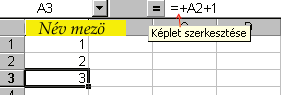 A3 = =+A2+1
Név mező
Képlet szerkesztése
1 1
2 2
3 3